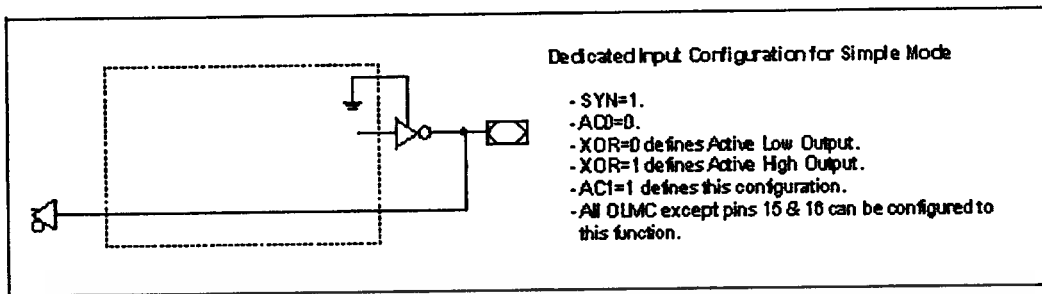 Dedicated Input Configuration for Simple Mode
- SYN=1.
- AC0=0.
- XOR=0 defines Active Low Output.
- XOR=1 defines Active High Output.
- AC1=1 defines this configuration.
- All OLMC except pins 15 & 16 can be configured to
this function.